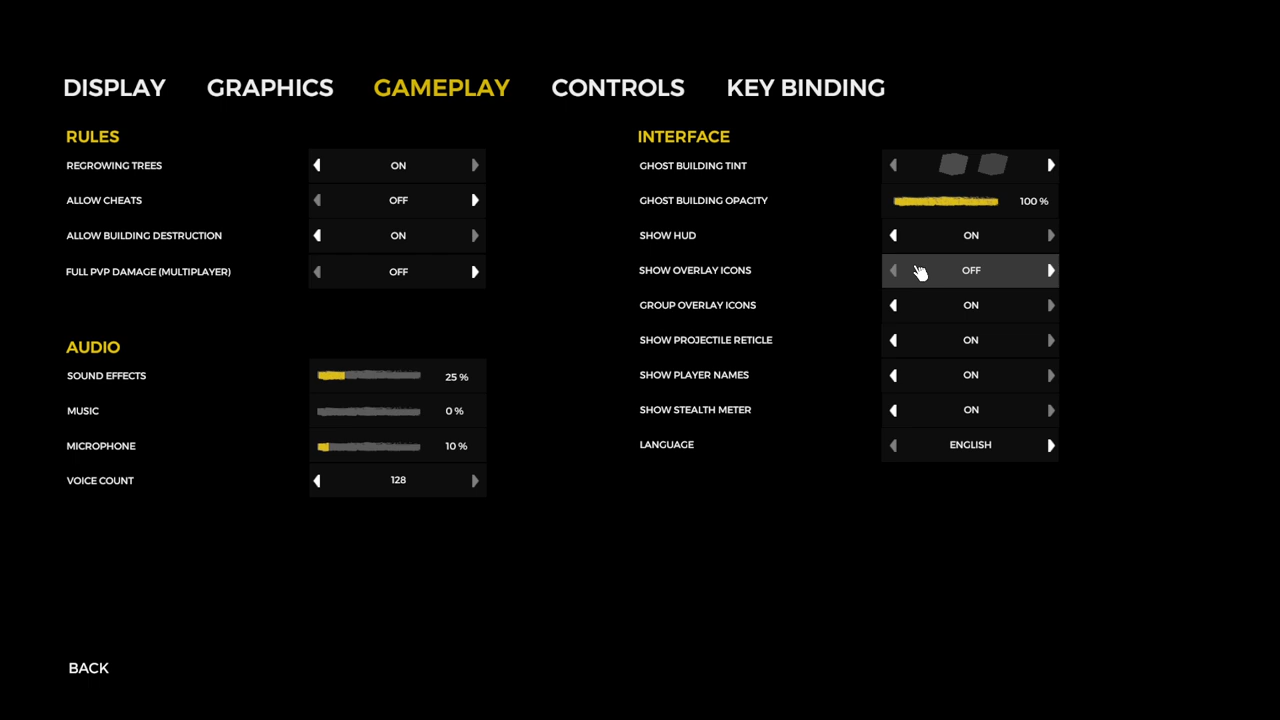 DISPLAY GRAPHICS GAMEPLAY CONTROLS KEY BINDING
RULES
REGROWING TREES ON
ALLOW CHEATS OFF
ALLOW BUILDING DESTRUCTION ON
FULL PVP DAMAGE (MULTIPLAYER) OFF
AUDIO
SOUND EFFECTS 25 %
MUSIC 0 %
MICROPHONE 10 %
VOICE COUNT 128
INTERFACE
GHOST BUILDING TINT
GHOST BUILDING OPACITY 100 %
SHOW HUD ON
SHOW OVERLAY ICONS OFF
GROUP OVERLAY ICONS ON
SHOW PROJECTILE RETICLE ON
SHOW PLAYER NAMES ON
SHOW STEALTH METER ON
LANGUAGE ENGLISH
BACK